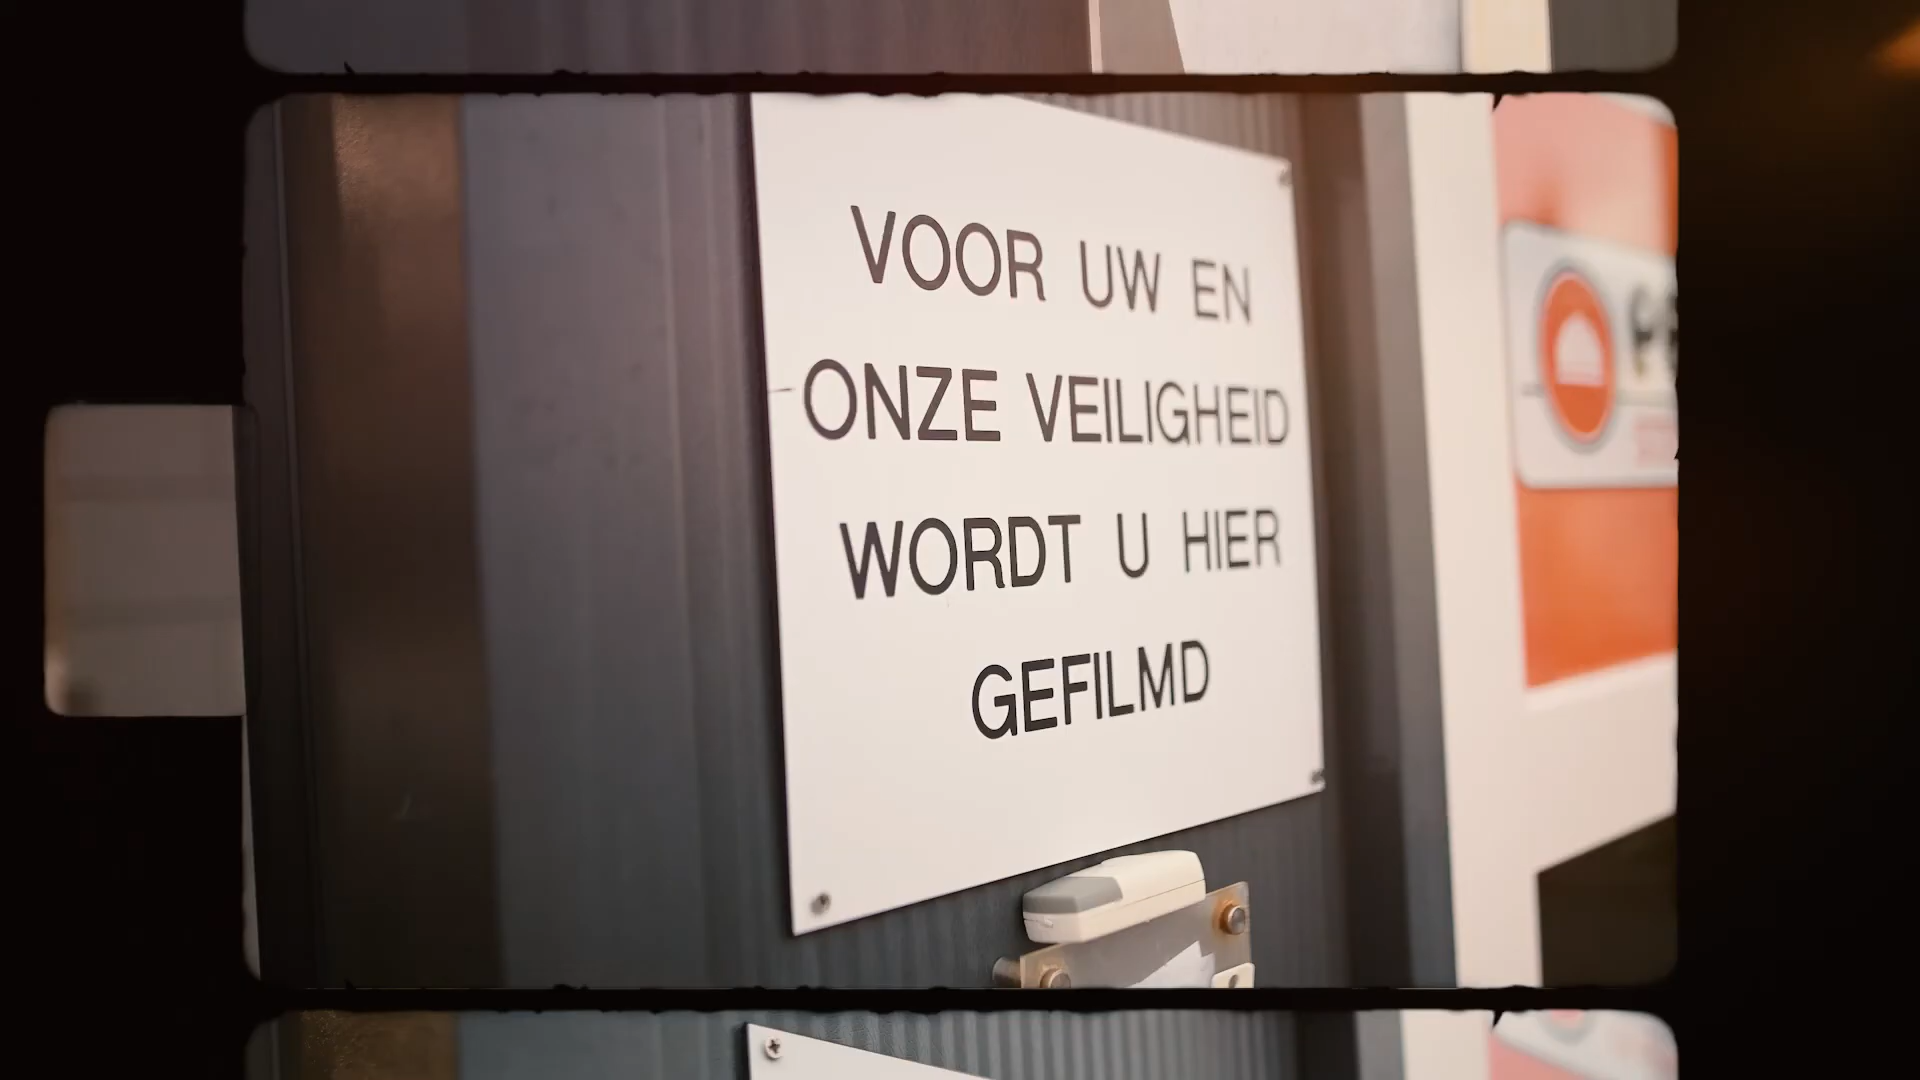 VOOR UW EN
ONZE VEILIGHEID
WORDT U HIER
GEFILMD